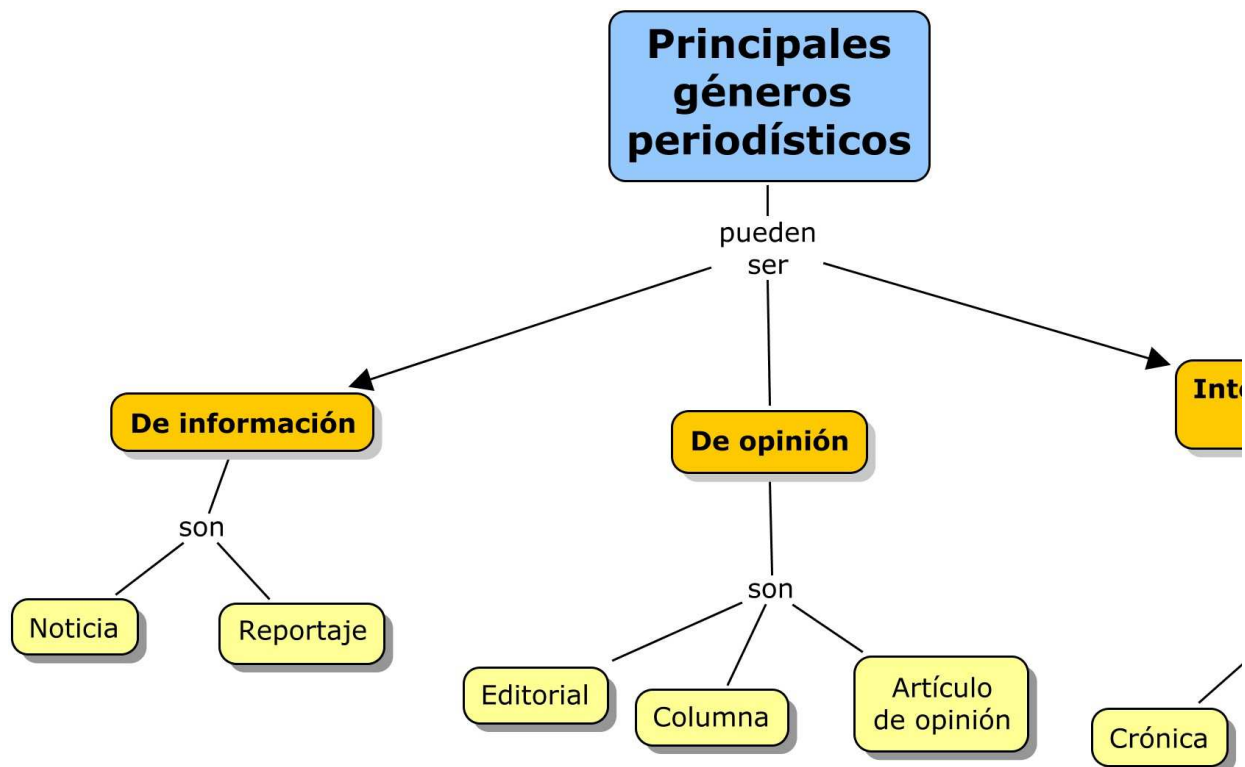 Principales
géneros
periodísticos
pueden
ser
De información
De opinión
son
Noticia
Reportaje
son
Editorial
Columna
Artículo
de opinión
Crónica